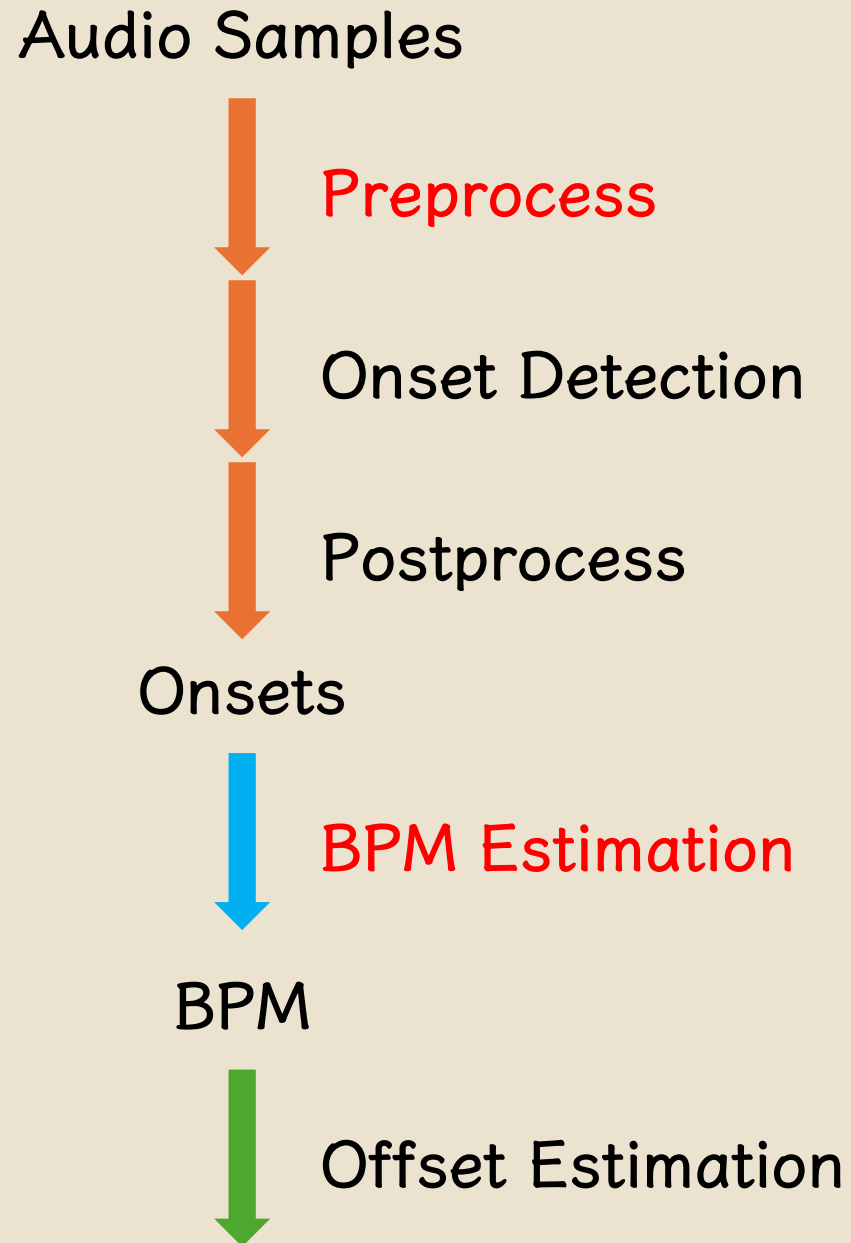 Audio Samples
Preprocess
Onset Detection
Postprocess
Onsets
BPM Estimation
BPM
Offset Estimation